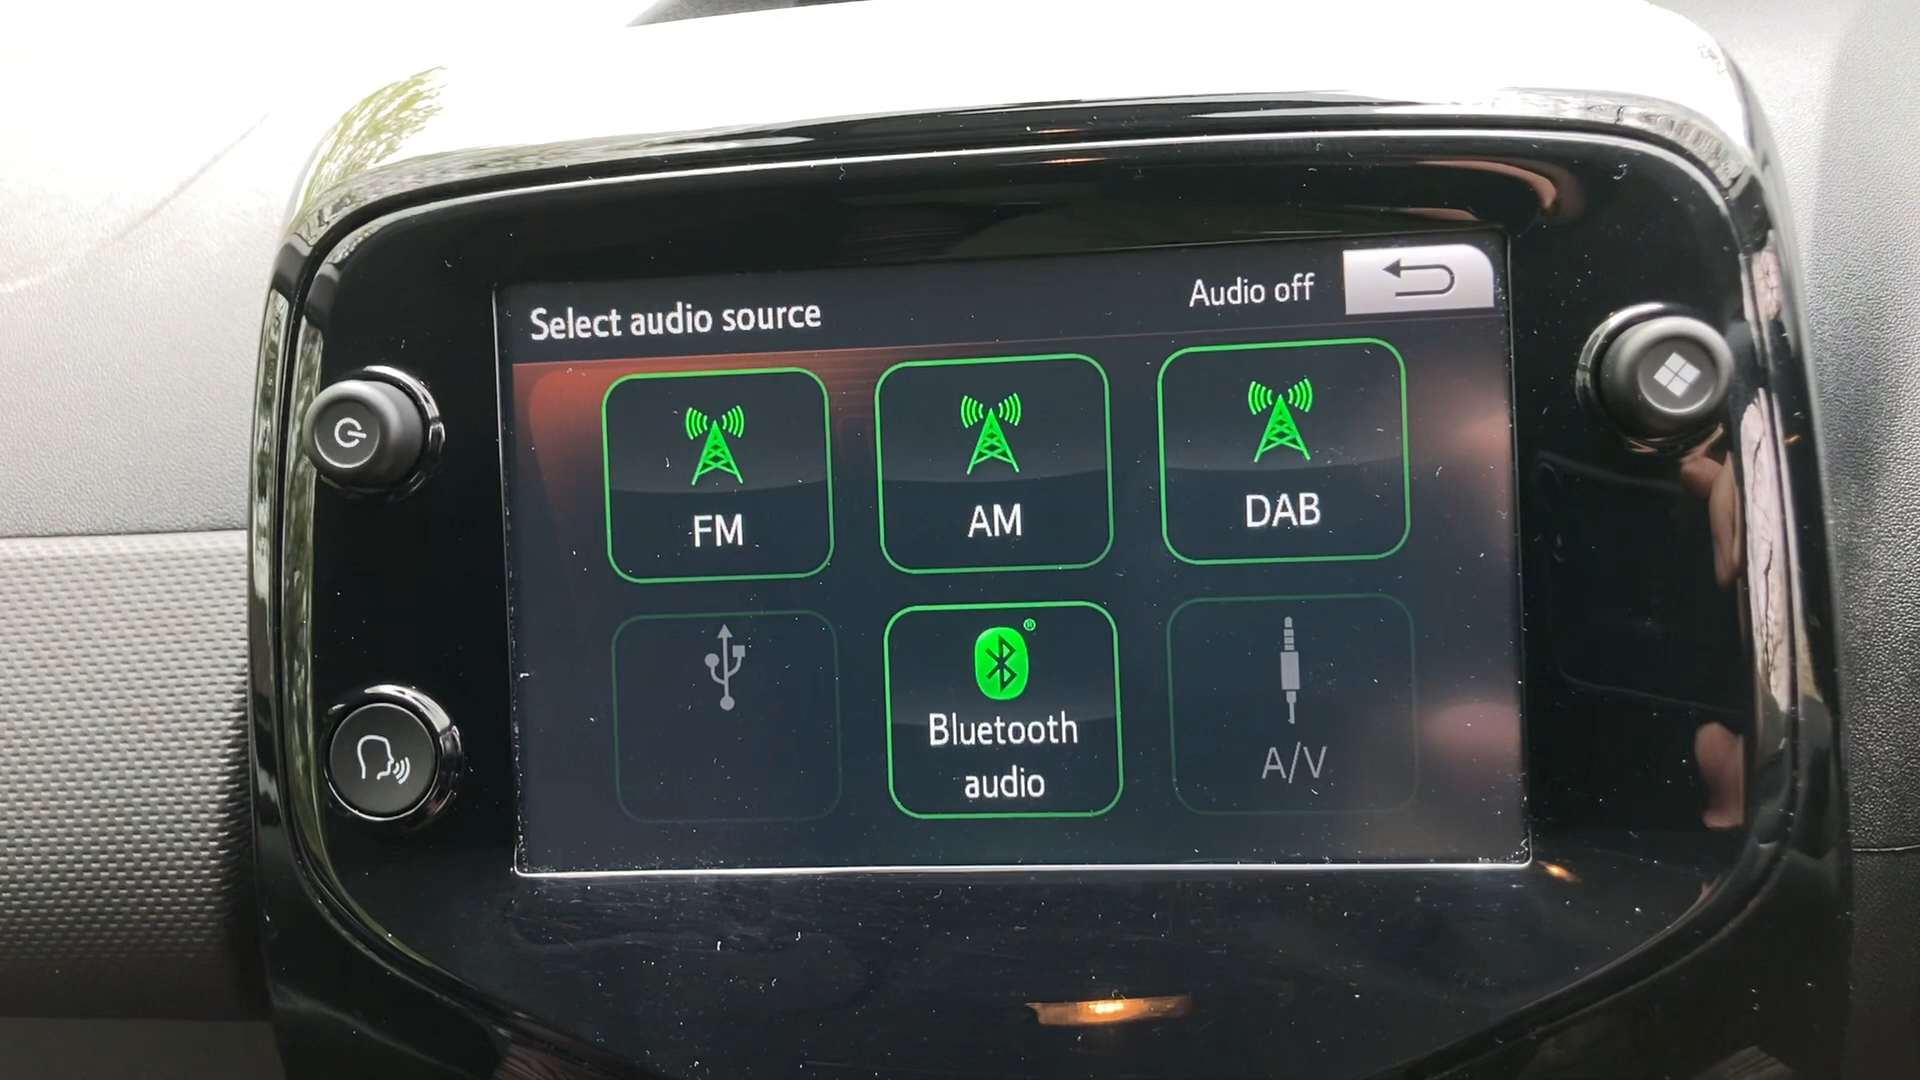 Select audio source
Audio off
FM
AM
DAB
Bluetooth
audio
A/V